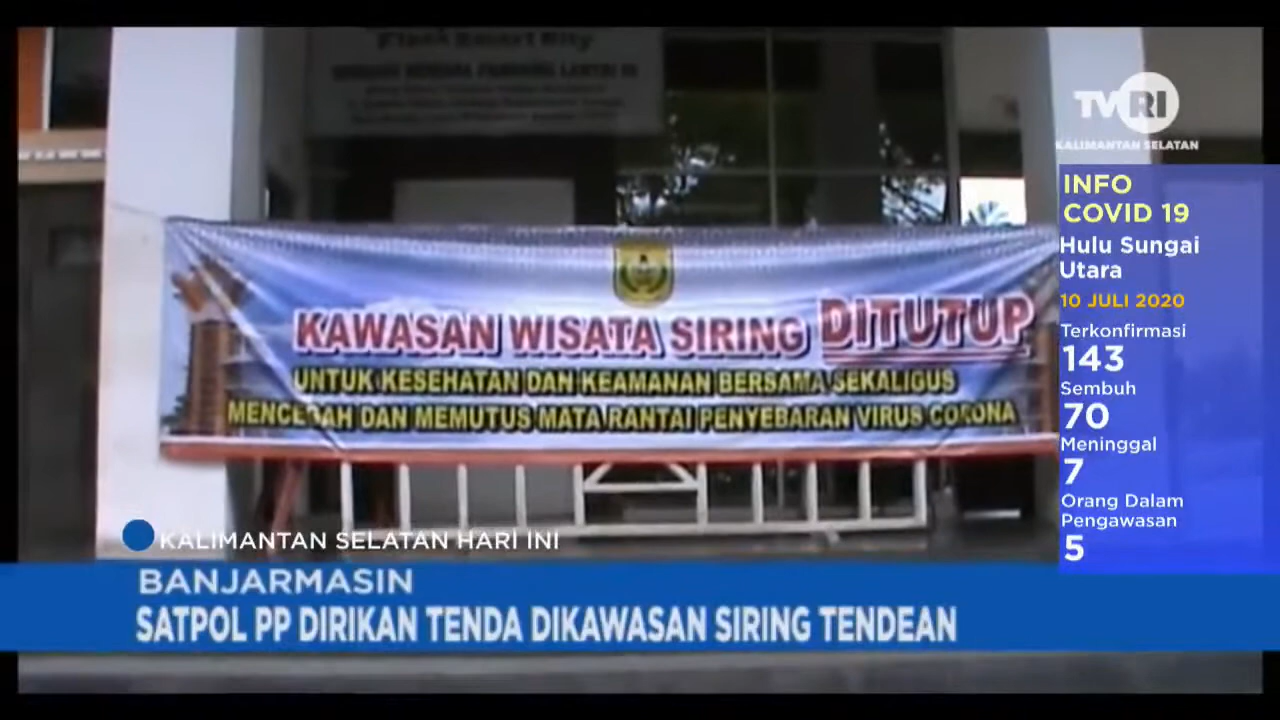 TVRI
KALIMANTAN SELATAN
INFO
COVID 19
Hulu Sungai
Utara
10 JULI 2020
Terkonfirmasi
143
Sembuh
70
Meninggal
7
Orang Dalam
Pengawasan
5
KAWASAN WISATA SIRING DITUTUP
UNTUK KESEHATAN DAN KEAMANAN BERSAMA SEKALIGUS
MENCEGAH DAN MEMUTUS MATA RANTAI PENYEBARAN VIRUS CORONA
KALIMANTAN SELATAN HARI INI
BANJARMASIN
SATPOL PP DIRIKAN TENDA DIKAWASAN SIRING TENDEAN